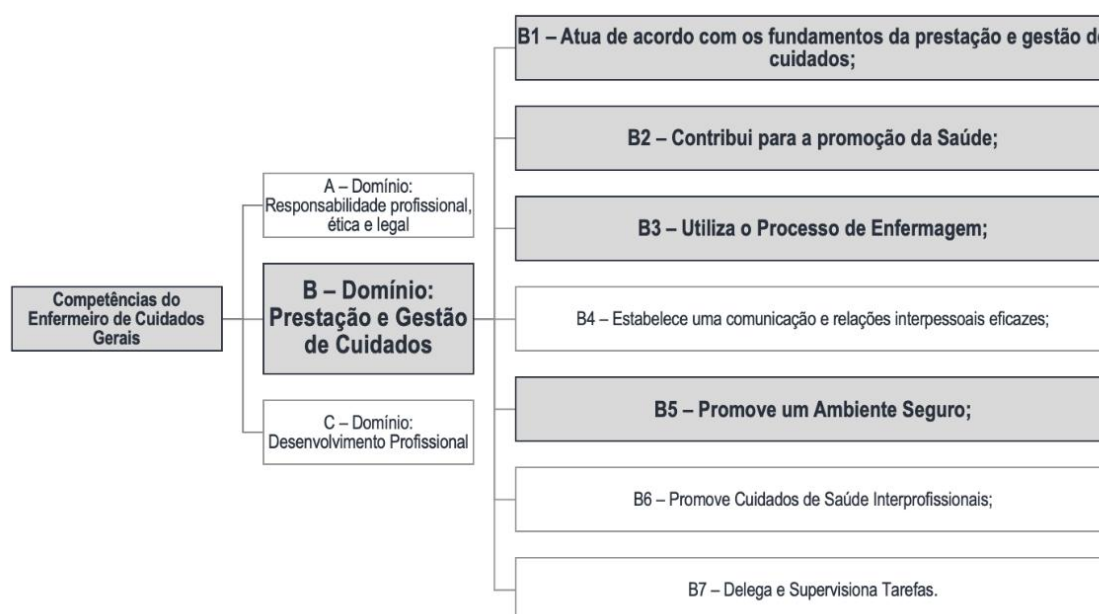 Competências do
Enfermeiro de Cuidados
Gerais
A – Domínio:
Responsabilidade profissional,
ética e legal
B – Domínio:
Prestação e Gestão
de Cuidados
C – Domínio:
Desenvolvimento Profissional
B1 – Atua de acordo com os fundamentos da prestação e gestão de
cuidados;
B2 – Contribui para a promoção da Saúde;
B3 – Utiliza o Processo de Enfermagem;
B4 – Estabelece uma comunicação e relações interpessoais eficazes;
B5 – Promove um Ambiente Seguro;
B6 – Promove Cuidados de Saúde Interprofissionais;
B7 – Delega e Supervisiona Tarefas.